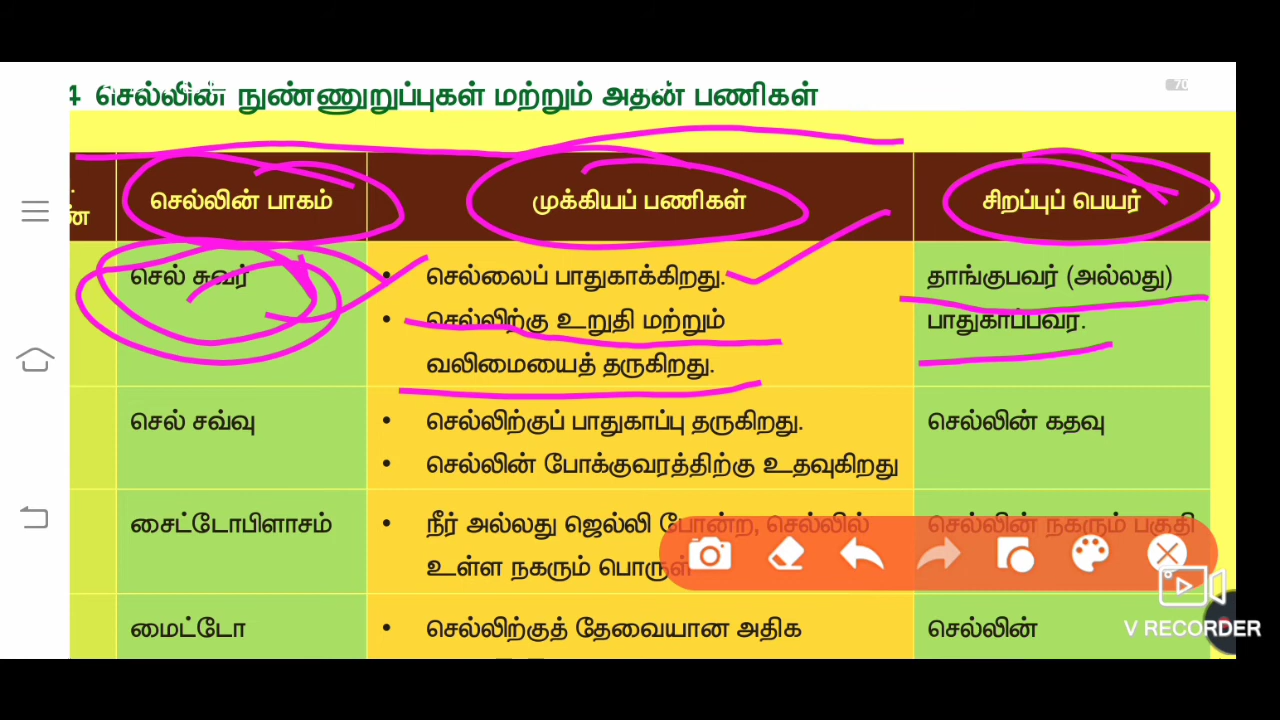 4 செல்லின் நுண்ணுறுப்புகள் மற்றும் அதன் பணிகள்
70
செல்லின் பாகம்
முக்கியப் பணிகள்
சிறப்புப் பெயர்
செல் சுவர்
• செல்லைப் பாதுகாக்கிறது.
• செல்லிற்கு உறுதி மற்றும்
வலிமையைத் தருகிறது.
தாங்குபவர் (அல்லது)
பாதுகாப்பவர்.
செல் சவ்வு
• செல்லிற்குப் பாதுகாப்பு தருகிறது.
• செல்லின் போக்குவரத்திற்கு உதவுகிறது
செல்லின் கதவு
சைட்டோபிளாசம்
• நீர் அல்லது ஜெல்லி போன்ற, செல்லில்
உள்ள நகரும் பொருள்
செல்லின் நகரும் பகுதி
மைட்டோ
• செல்லிற்குத் தேவையான அதிக
செல்லின்
V RECORDER